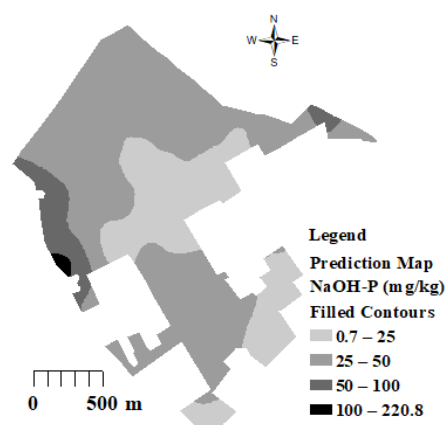 N
W E
S
Legend
Prediction Map
NaOH-P (mg/kg)
Filled Contours
0.7 – 25
25 – 50
50 – 100
100 – 220.8
0 500 m